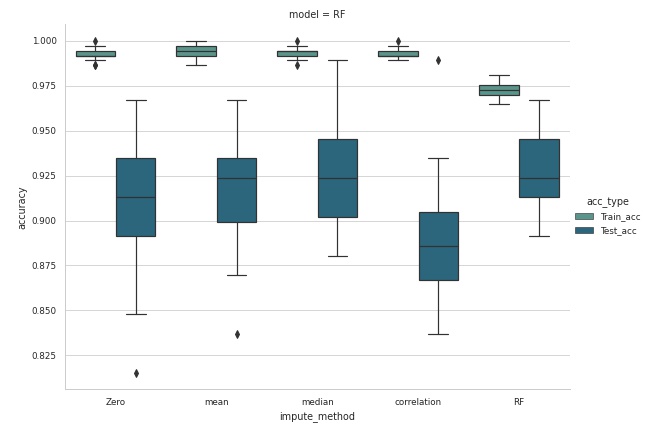 model = RF
1.000
0.975
0.950
0.925
0.900
0.875
0.850
0.825
accuracy
Zero
mean
median
correlation
RF
impute_method
acc_type
Train_acc
Test_acc